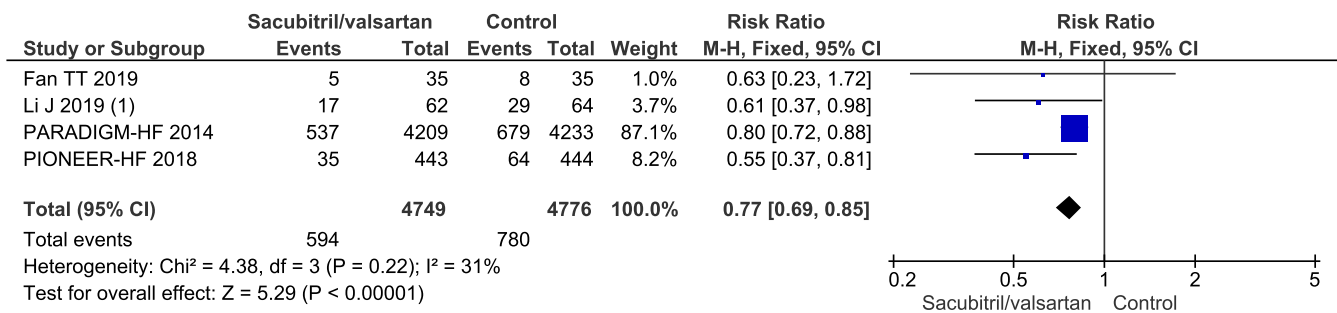 Sacubitril/valsartan Control Risk Ratio Risk Ratio
Study or Subgroup Events Total Events Total Weight M-H, Fixed, 95% CI M-H, Fixed, 95% CI
Fan TT 2019 5 35 8 35 1.0% 0.63 [0.23, 1.72]
Li J 2019 (1) 17 62 29 64 3.7% 0.61 [0.37, 0.98]
PARADIGM-HF 2014 537 4209 679 4233 87.1% 0.80 [0.72, 0.88]
PIONEER-HF 2018 35 443 64 444 8.2% 0.55 [0.37, 0.81]
Total (95% CI) 4749 4776 100.0% 0.77 [0.69, 0.85]
Total events 594 780
Heterogeneity: Chi² = 4.38, df = 3 (P = 0.22); I² = 31%
Test for overall effect: Z = 5.29 (P < 0.00001)
0.2 0.5 1 2 5
Sacubitril/valsartan Control